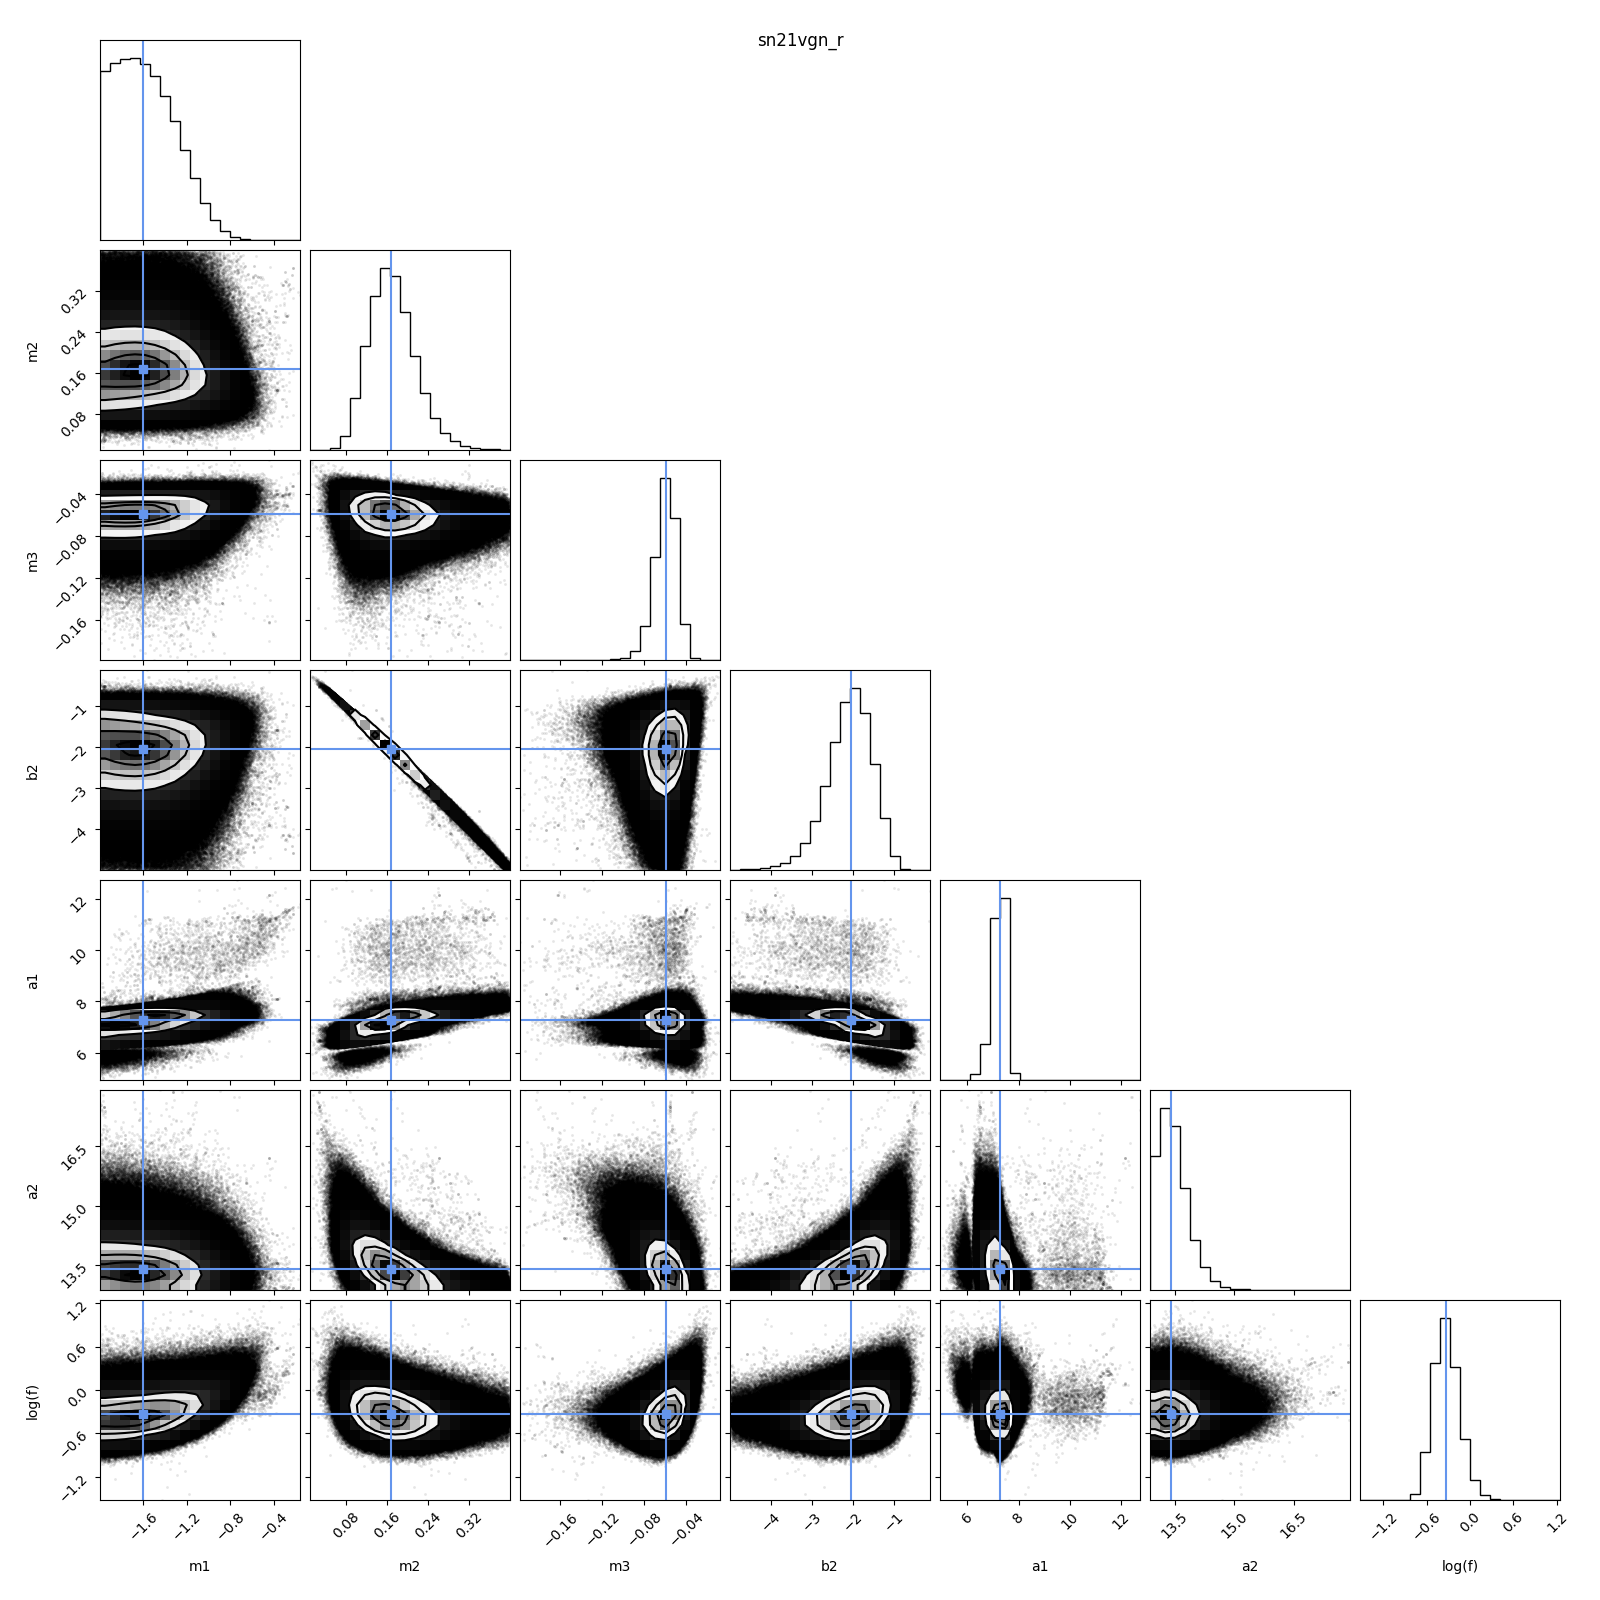 sn21vgn_r
m2
0.32
0.24
0.16
0.08
m3
−0.04
−0.08
−0.12
−0.16
b2
−1
−2
−3
−4
a1
12
10
8
6
a2
16.5
15.0
13.5
log(f)
1.2
0.6
0.0
−0.6
−1.2
−1.6 −1.2 −0.8 −0.4
0.08 0.16 0.24 0.32
−0.16 −0.12 −0.08 −0.04
−4 −3 −2 −1
6 8 10 12
13.5 15.0 16.5
−1.2 −0.6 0.0 0.6 1.2
m1 m2 m3 b2 a1 a2 log(f)